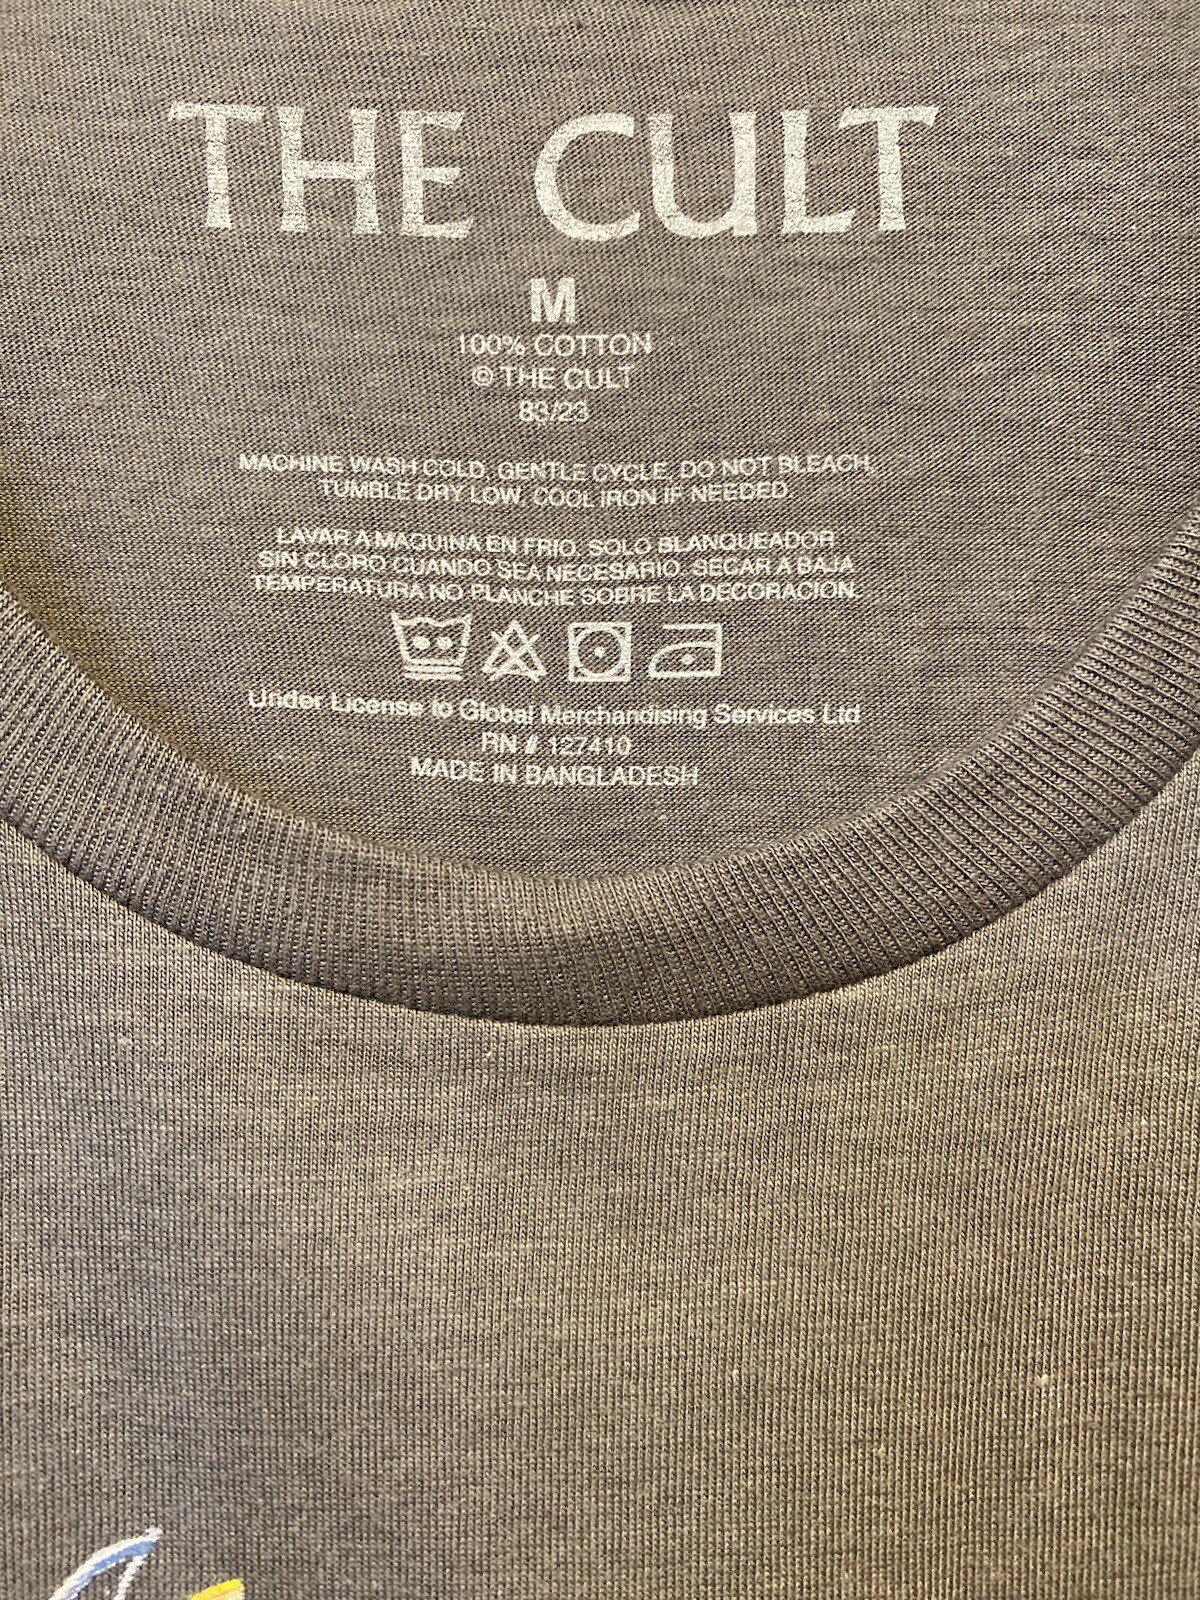 THE CULT
M
100% COTTON
© THE CULT
83/23
MACHINE WASH COLD, GENTLE CYCLE, DO NOT BLEACH,
TUMBLE DRY LOW, COOL IRON IF NEEDED.
LAVAR A MAQUINA EN FRIO. SOLO BLANQUEADOR
SIN CLORO CUANDO SEA NECESARIO. SECAR A BAJA
TEMPERATURA NO PLANCHE SOBRE LA DECORACION.
Under License to Global Merchandising Services Ltd
RN # 127410
MADE IN BANGLADESH